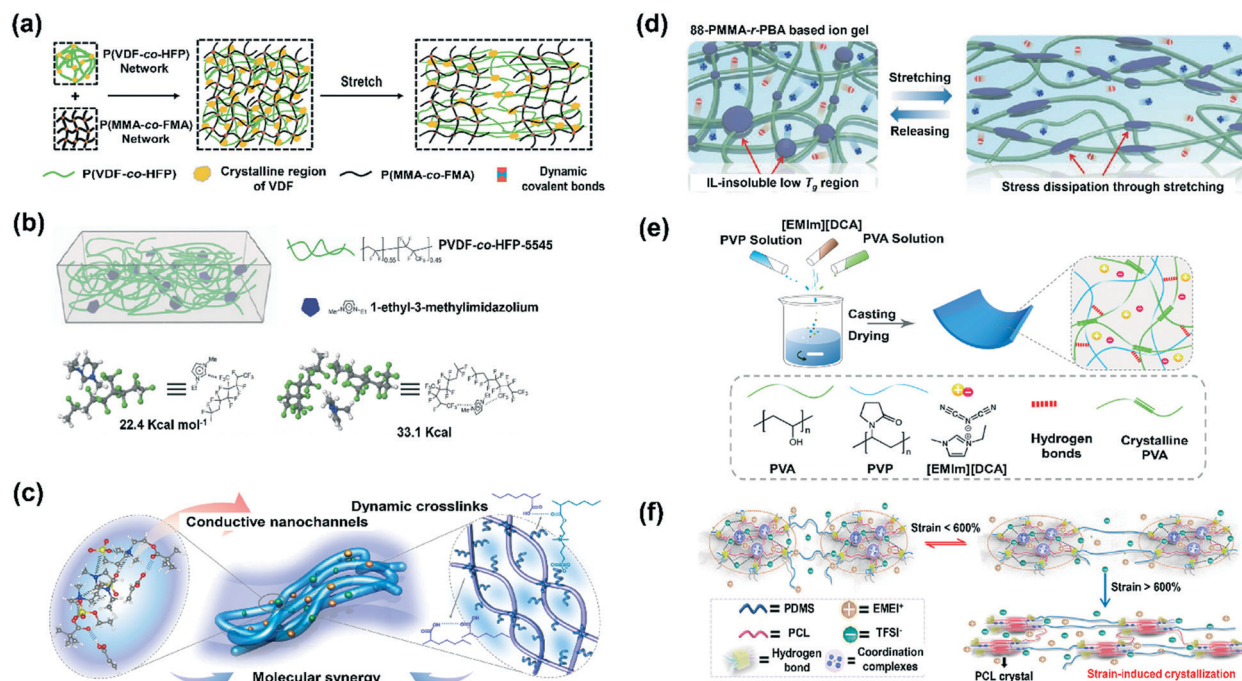 (a)
P(VDF-co-HFP)
Network
+
P(MMA-co-FMA)
Network
Stretch
P(VDF-co-HFP)
Crystalline region
of VDF
P(MMA-co-FMA)
Dynamic
covalent bonds
(b)
PVDF-co-HFP-5545
1-ethyl-3-methylimidazolium
22.4 Kcal mol-1
33.1 Kcal
(c)
Conductive nanochannels
Dynamic crosslinks
Molecular synergy
(d)
88-PMMA-r-PBA based ion gel
Stretching
Releasing
IL-insoluble low Tg region
Stress dissipation through stretching
(e)
[EMIm][DCA]
PVP Solution
PVA Solution
Casting
Drying
PVA
PVP
[EMIm][DCA]
Hydrogen
bonds
Crystalline
PVA
(f)
Strain < 600%
Strain > 600%
=PDMS
= EMEI+
=PCL
= TFSI-
= Hydrogen
bond
= Coordination
complexes
PCL crystal
Strain-induced crystallization